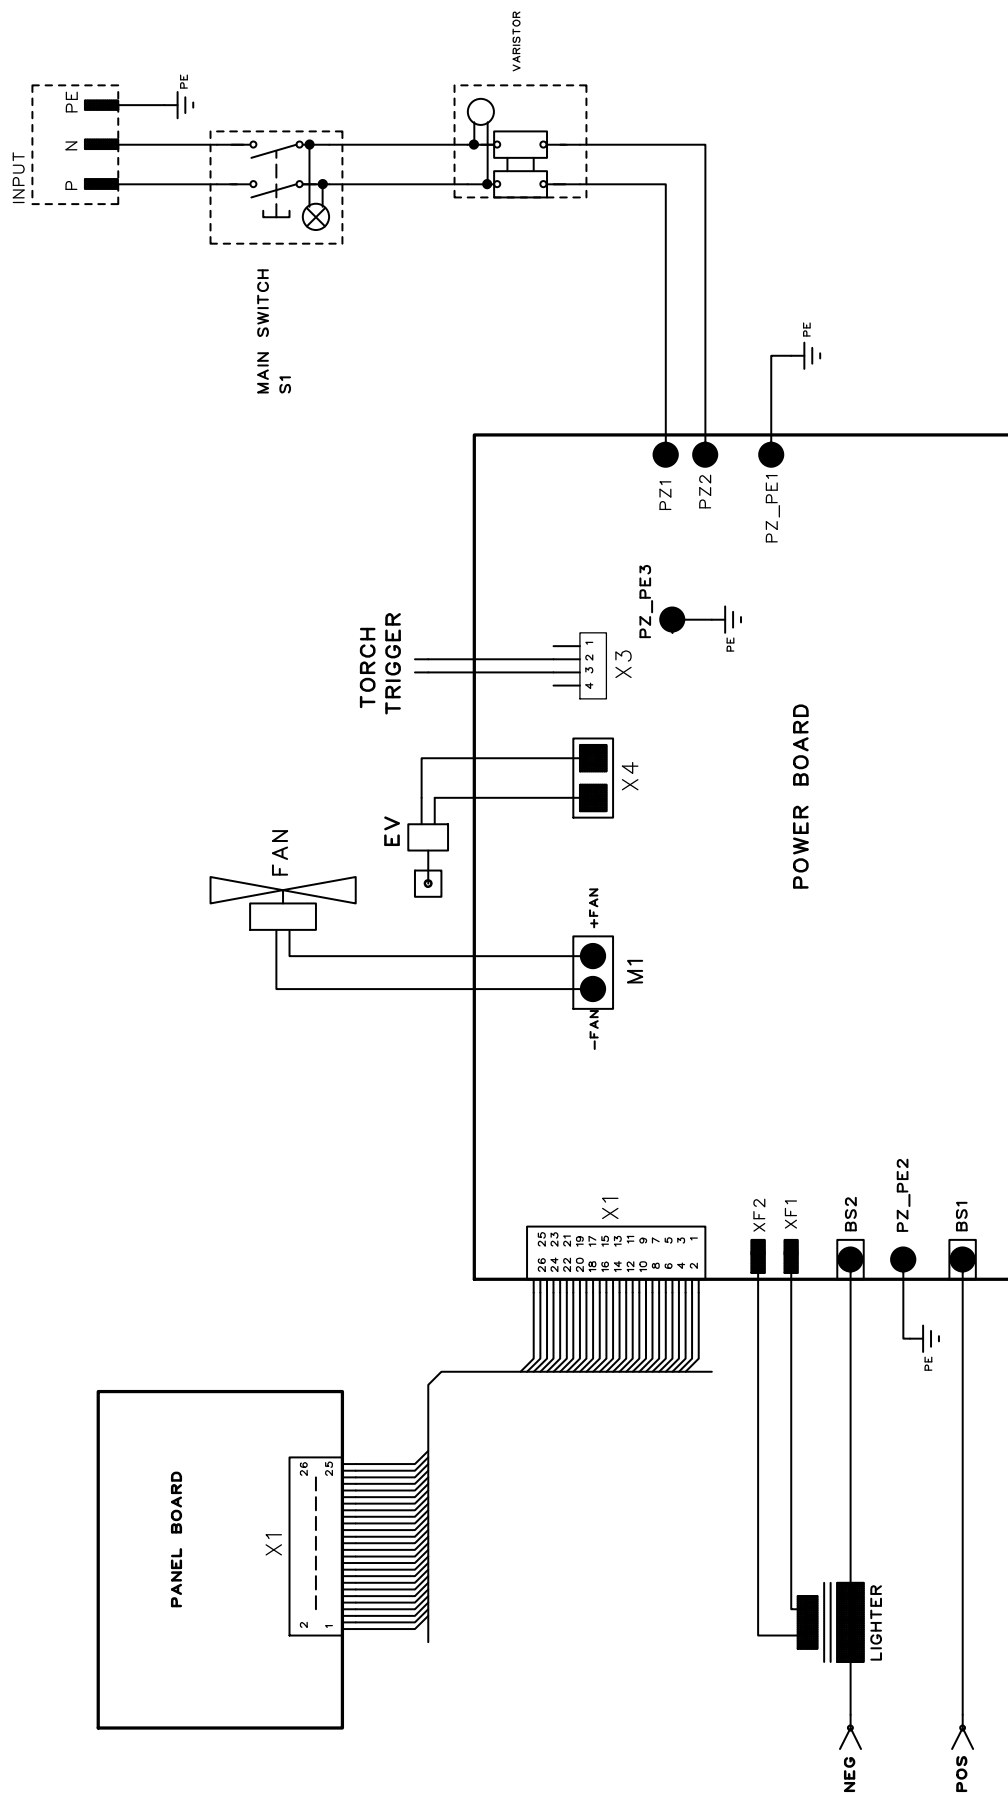 INPUT
P
N
PE
PE
MAIN SWITCH
S1
VARISTOR
PZ1
PZ2
PZ_PE1
PE
PZ_PE3
PE
TORCH
TRIGGER
4 3 2 1
X3
EV
X4
FAN
-FAN
+FAN
M1
POWER BOARD
X1
26 25
24 23
22 21
20 19
18 17
16 15
14 13
12 11
10 9
8 7
6 5
4 3
2 1
XF2
XF1
BS2
PZ_PE2
PE
BS1
PANEL BOARD
X1
2 26
1 25
LIGHTER
NEG
POS